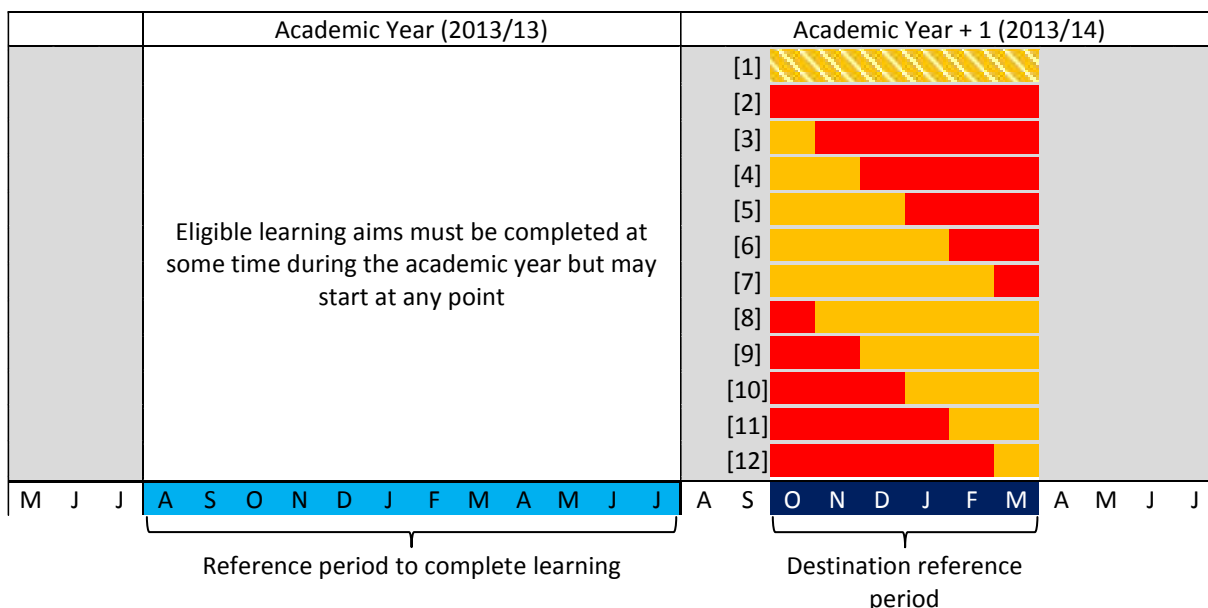 Academic Year (2013/13)
Academic Year + 1 (2013/14)
[1]
[2]
[3]
[4]
[5]
[6]
[7]
[8]
[9]
[10]
[11]
[12]
Eligible learning aims must be completed at
some time during the academic year but may
start at any point
M J J A S O N D J F M A M J J A S O N D J F M A M J J
Reference period to complete learning
Destination reference
period